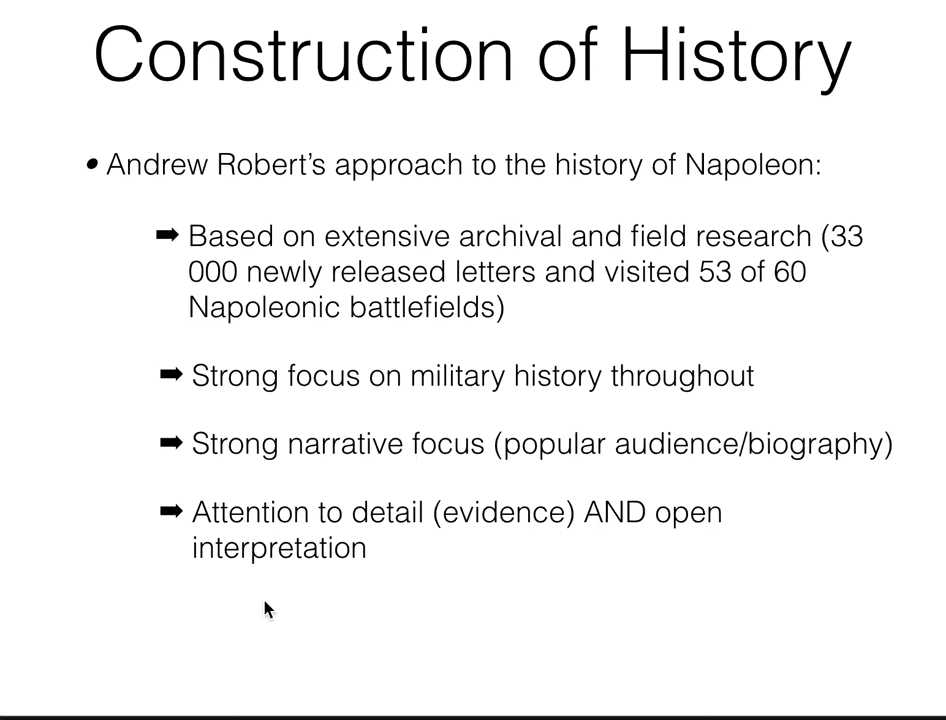 Construction of History
• Andrew Robert's approach to the history of Napoleon:
➡ Based on extensive archival and field research (33
000 newly released letters and visited 53 of 60
Napoleonic battlefields)
➡ Strong focus on military history throughout
➡ Strong narrative focus (popular audience/biography)
➡ Attention to detail (evidence) AND open
interpretation